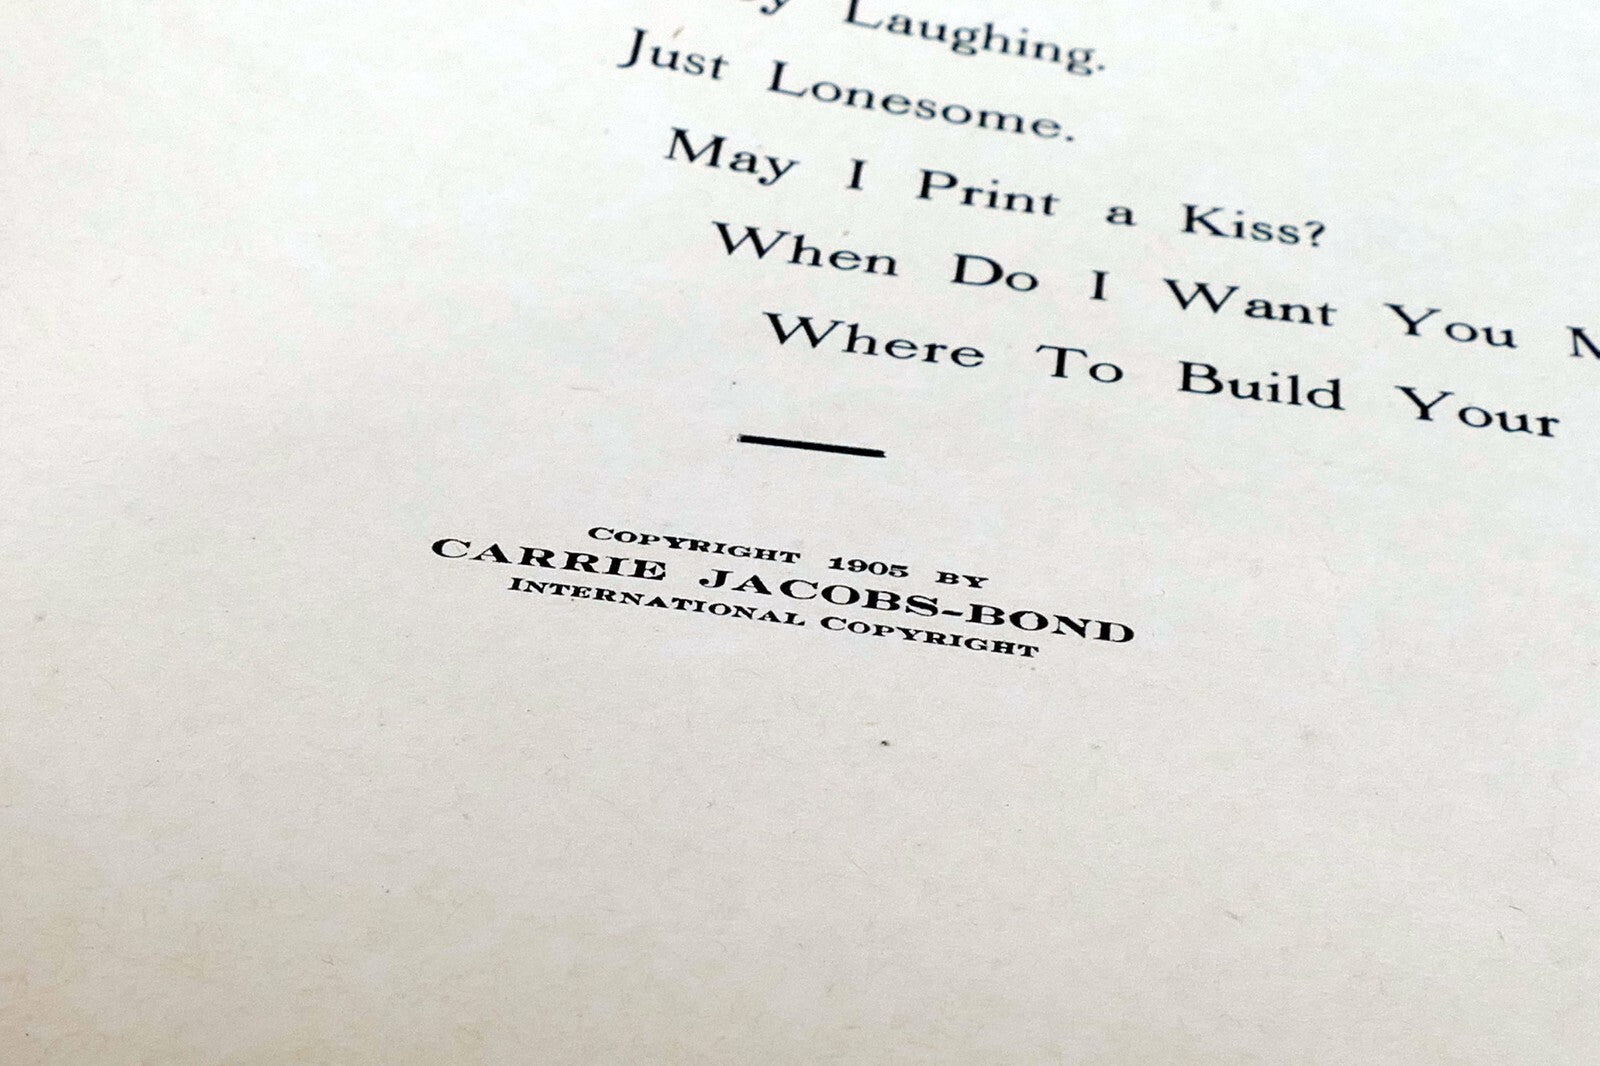 Laughing.
Just Lonesome.
May I Print a Kiss?
When Do I Want You
Where To Build Your
COPYRIGHT 1905 BY
CARRIE JACOBS-BOND
INTERNATIONAL COPYRIGHT